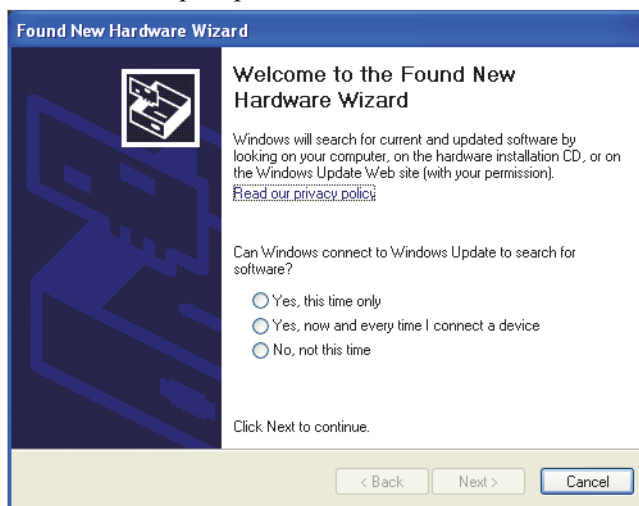 Found New Hardware Wizard
Welcome to the Found New
Hardware Wizard
Windows will search for current and updated software by
looking on your computer, on the hardware installation CD, or on
the Windows Update Web site (with your permission).
Read our privacy policy
Can Windows connect to Windows Update to search for
software?
Yes, this time only
Yes, now and every time I connect a device
No, not this time
Click Next to continue.
< Back Next > Cancel